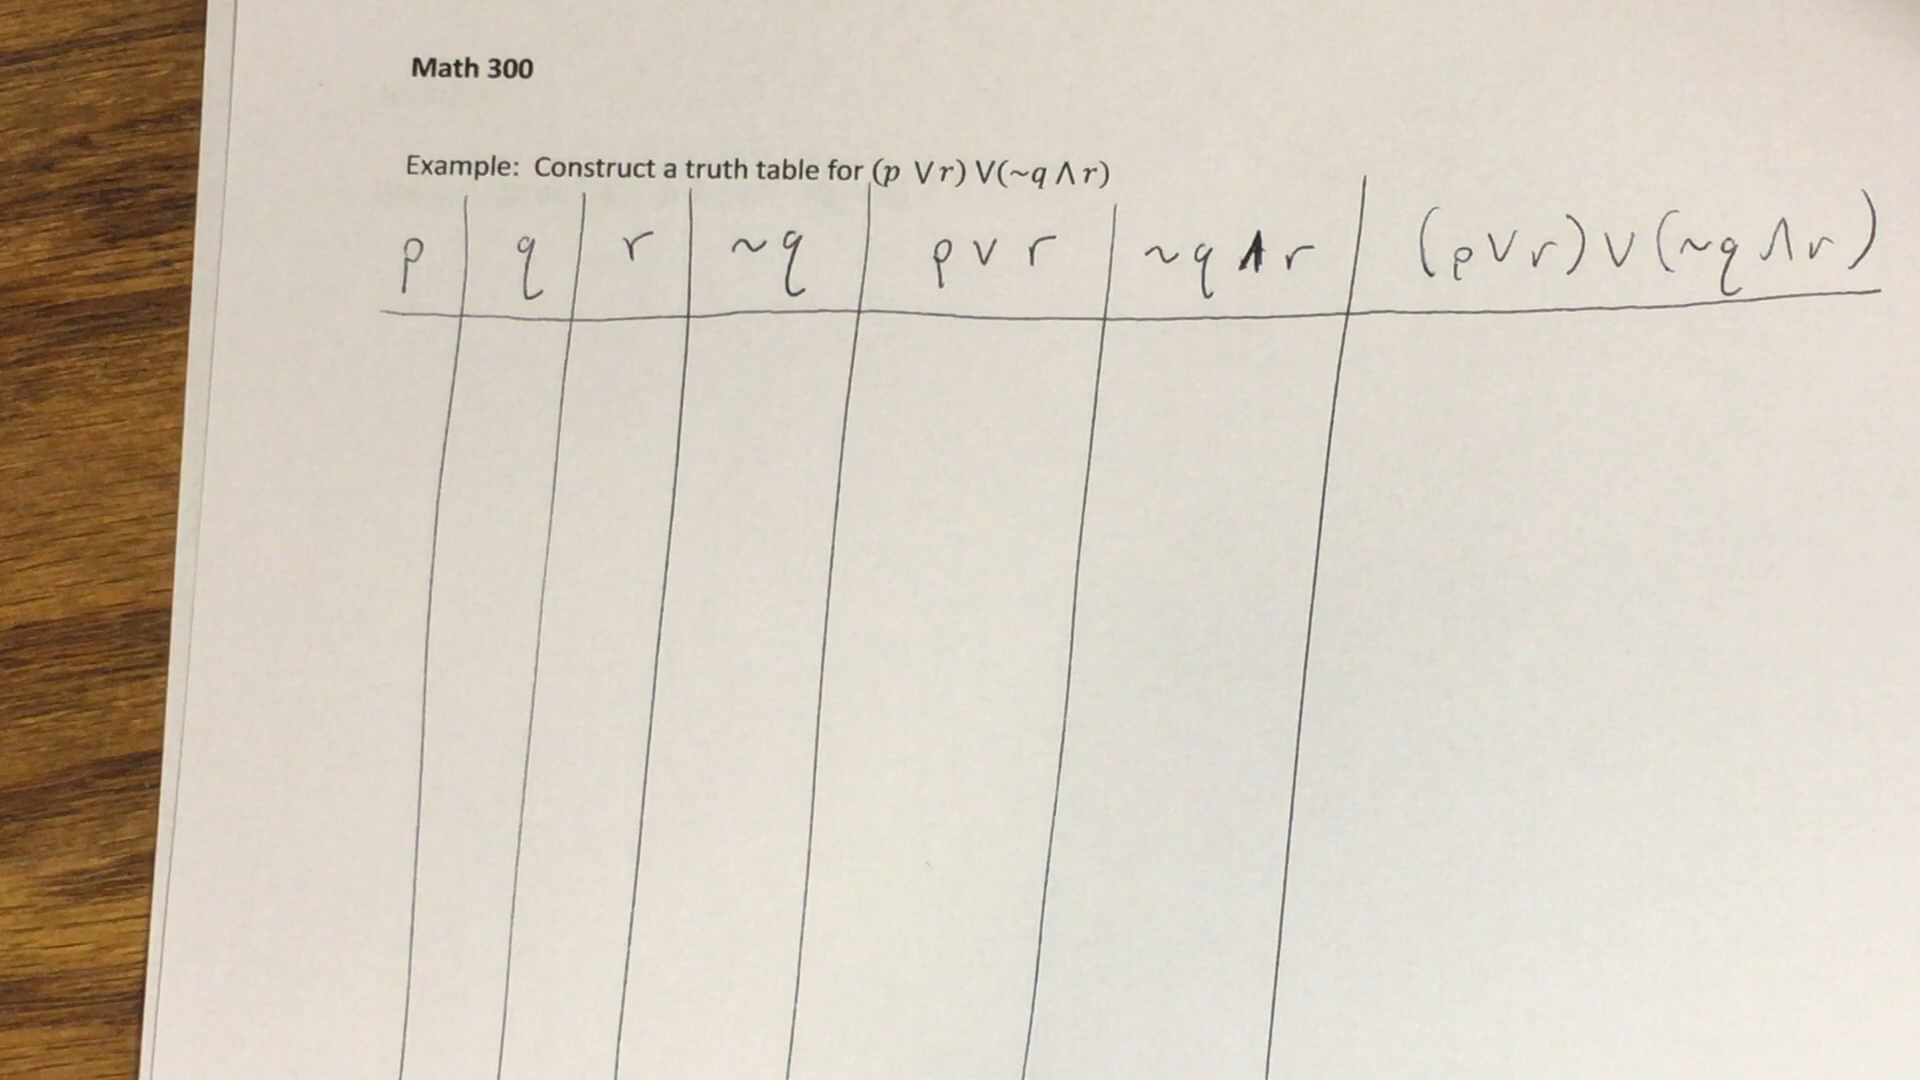 Math 300
Example: Construct a truth table for (p ∨ r) ∨(~q ∧ r)
p q r ~q p ∨ r ~q ∧ r (p ∨ r) ∨ (~q ∧ r)